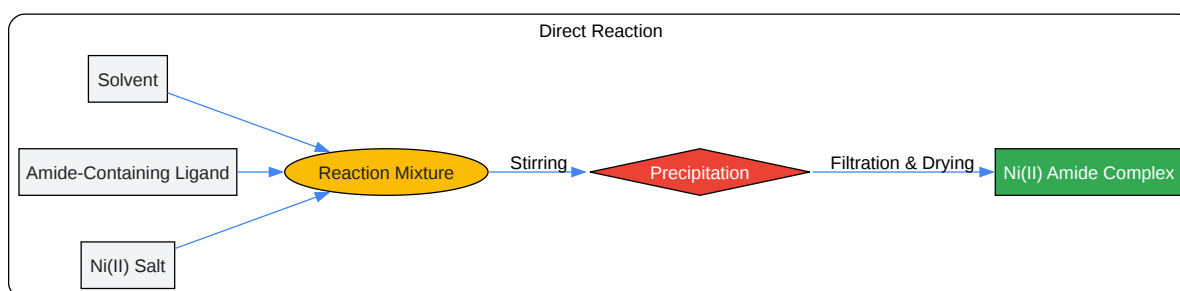 Direct Reaction
Solvent
Amide-Containing Ligand
Ni(II) Salt
Reaction Mixture
Stirring
Precipitation
Filtration & Drying
Ni(II) Amide Complex